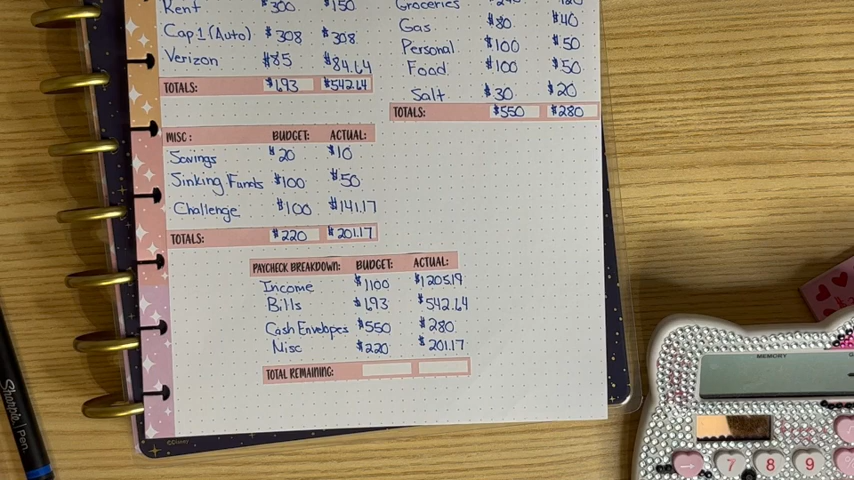 Rent $300 $150
Cap 1 (Auto) $308 $308
Verizon $85 $84.64
TOTALS: $693 $542.64
Groceries
Gas $80 $40
Personal $100 $50
Food $100 $50
Salt $30 $20
TOTALS: $550 $280
MISC: BUDGET: ACTUAL:
Savings $20 $10
Sinking Funds $100 $50
Challenge $100 $141.17
TOTALS: $220 $201.17
PAYCHECK BREAKDOWN: BUDGET: ACTUAL:
Income $1100 $1205.19
Bills $693 $542.64
Cash Envelopes $550 $280
Misc $220 $201.17
TOTAL REMAINING:
©Disney
Sharpie Pen
MEMORY
→ 7 8 9 %